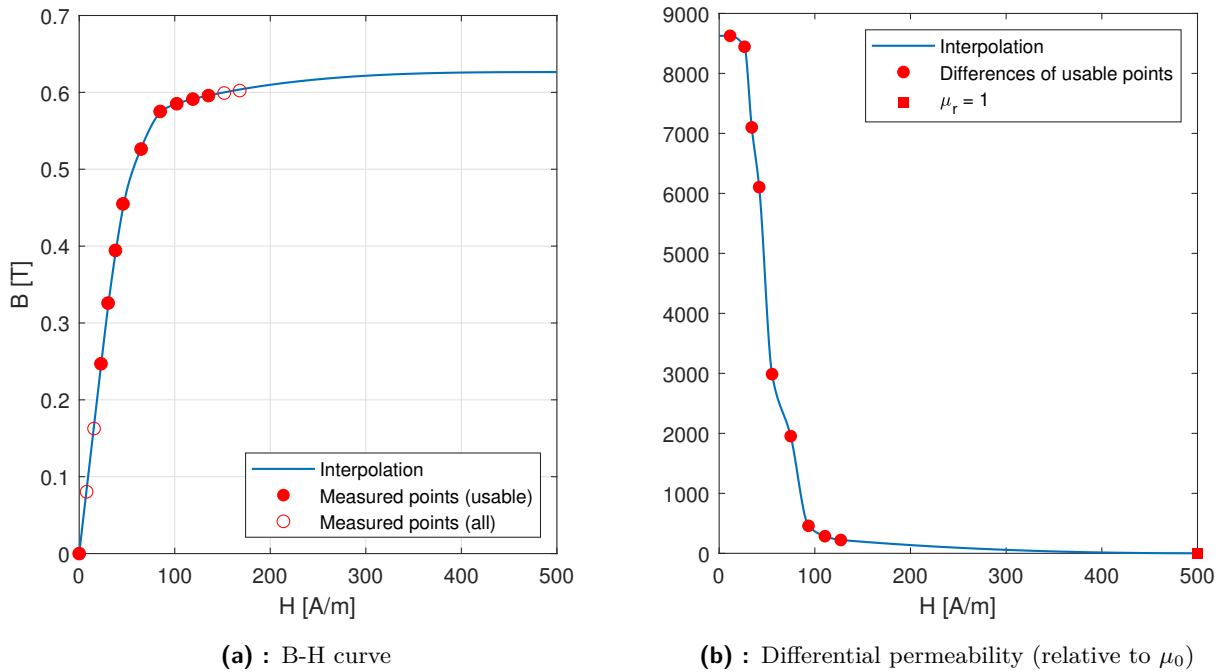 0.7
0.6
0.5
0.4
0.3
0.2
0.1
0
B [T]
0 100 200 300 400 500
H [A/m]
Interpolation
Measured points (usable)
Measured points (all)
(a) : B-H curve
9000
8000
7000
6000
5000
4000
3000
2000
1000
0
0 100 200 300 400 500
H [A/m]
Interpolation
Differences of usable points
μr = 1
(b) : Differential permeability (relative to μ0)